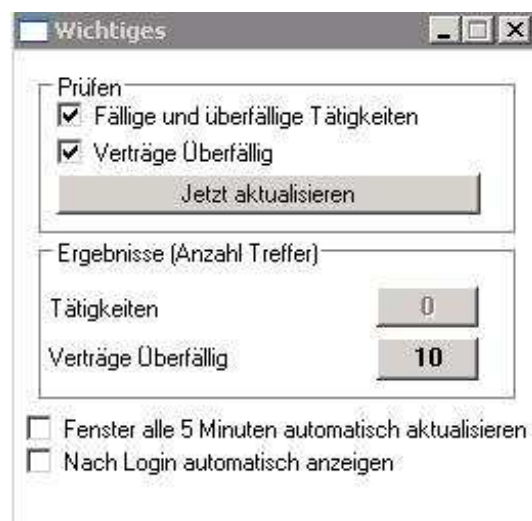 Wichtiges
Prüfen
Fällige und überfällige Tätigkeiten
Verträge Überfällig
Jetzt aktualisieren
Ergebnisse (Anzahl Treffer)
Tätigkeiten 0
Verträge Überfällig 10
Fenster alle 5 Minuten automatisch aktualisieren
Nach Login automatisch anzeigen